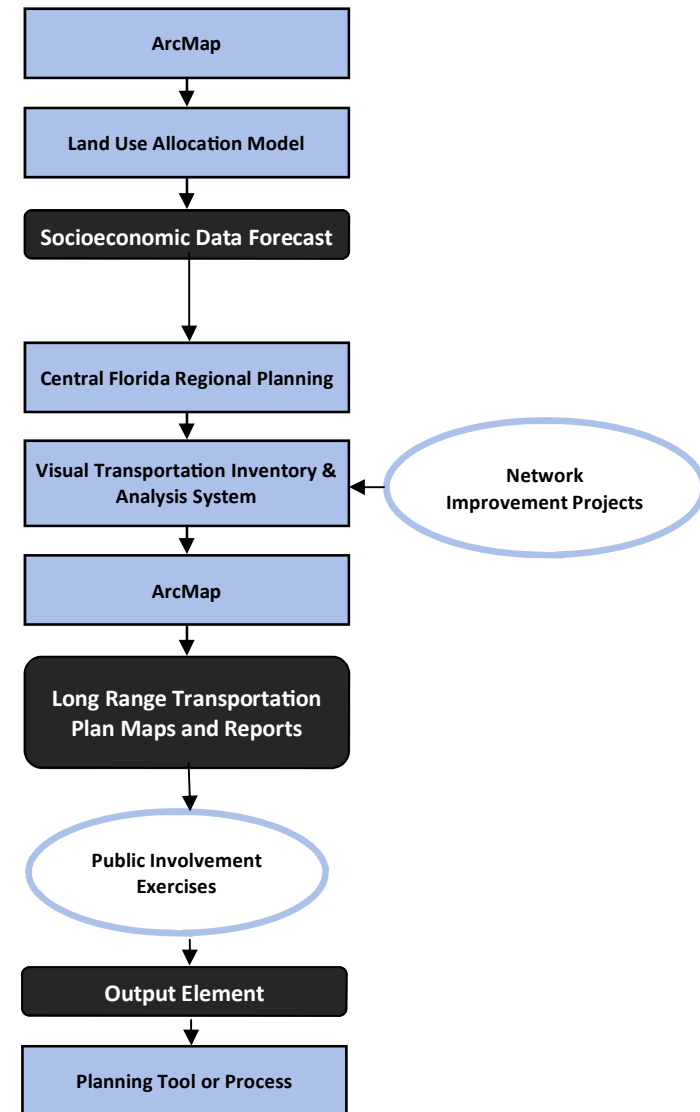 ArcMap
Land Use Allocation Model
Socioeconomic Data Forecast
Central Florida Regional Planning
Visual Transportation Inventory &
Analysis System
Network
Improvement Projects
ArcMap
Long Range Transportation
Plan Maps and Reports
Public Involvement
Exercises
Output Element
Planning Tool or Process